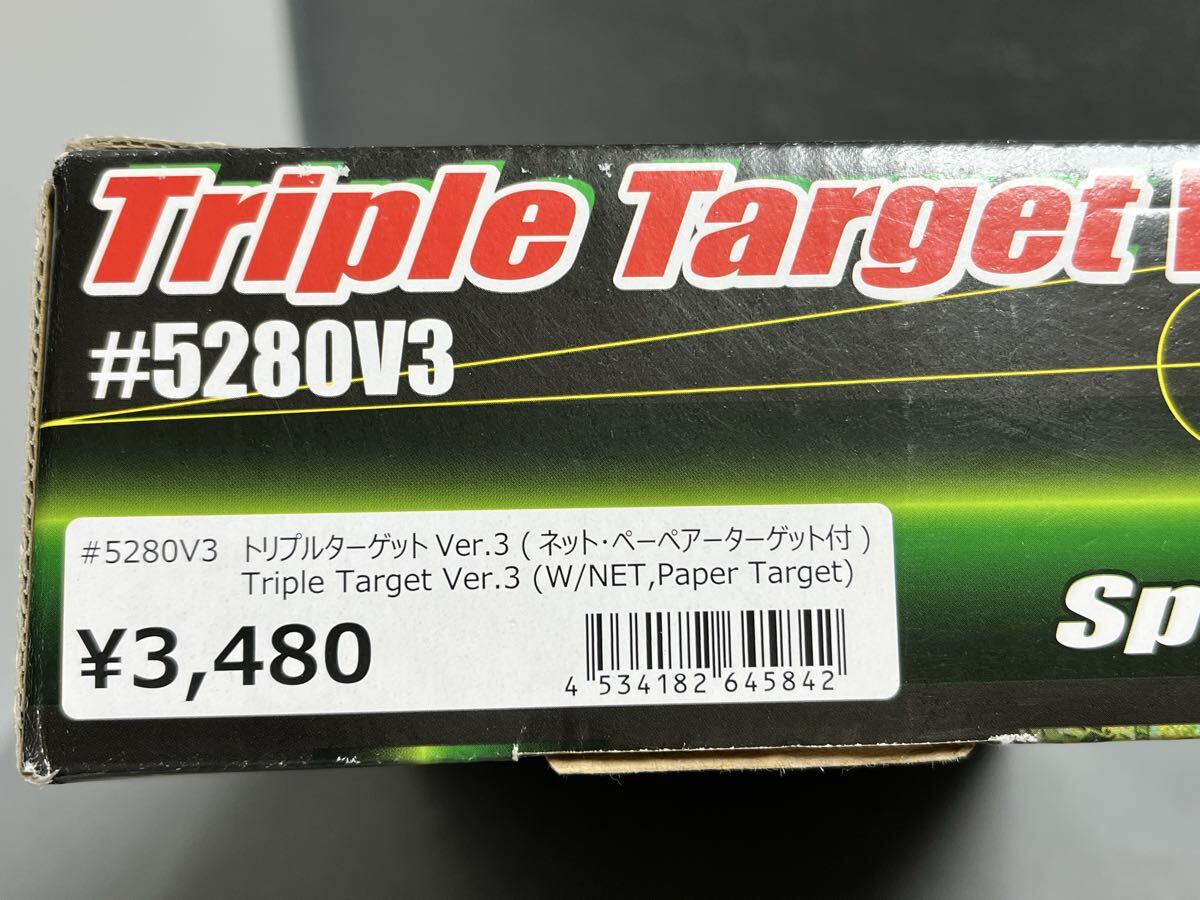 Triple Target
#5280V3
#5280V3 トリプルターゲット Ver.3 ( ネット・ペーペアーターゲット付 )
Triple Target Ver.3 (W/NET,Paper Target)
¥3,480
4 534182 645842
Sp